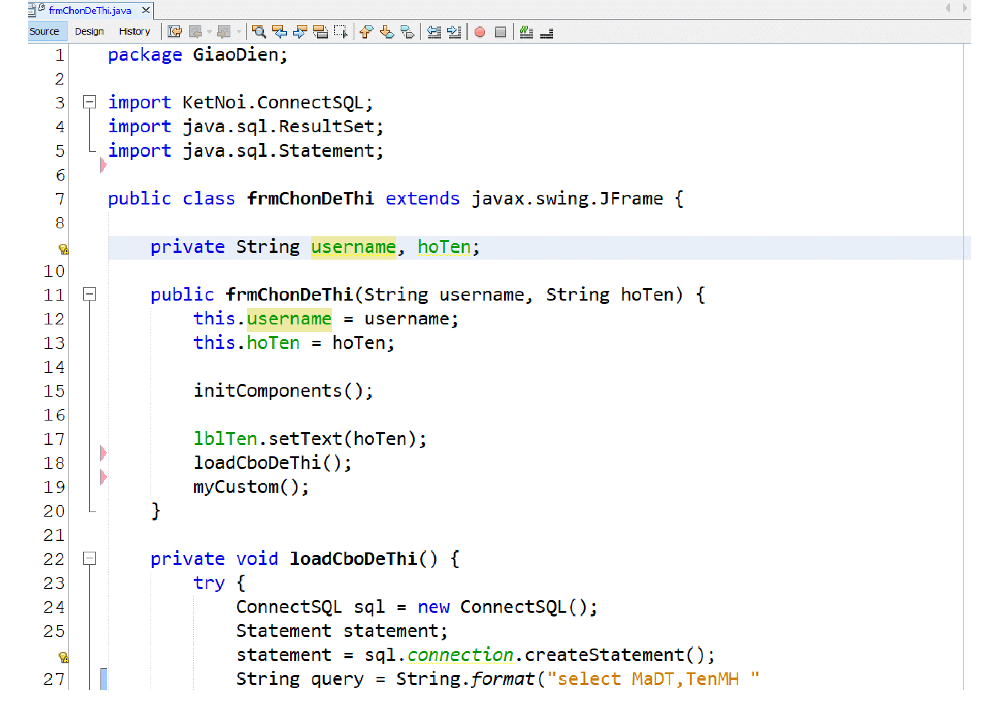 frmChonDeThi.java
Source Design History
1 package GiaoDien;
2
3 import KetNoi.ConnectSQL;
4 import java.sql.ResultSet;
5 import java.sql.Statement;
6
7 public class frmChonDeThi extends javax.swing.JFrame {
8
private String username, hoTen;
10
11 public frmChonDeThi(String username, String hoTen) {
12 this.username = username;
13 this.hoTen = hoTen;
14
15 initComponents();
16
17 lblTen.setText(hoTen);
18 loadCboDeThi();
19 myCustom();
20 }
21
22 private void loadCboDeThi() {
23 try {
24 ConnectSQL sql = new ConnectSQL();
25 Statement statement;
statement = sql.connection.createStatement();
27 String query = String.format("select MaDT,TenMH "